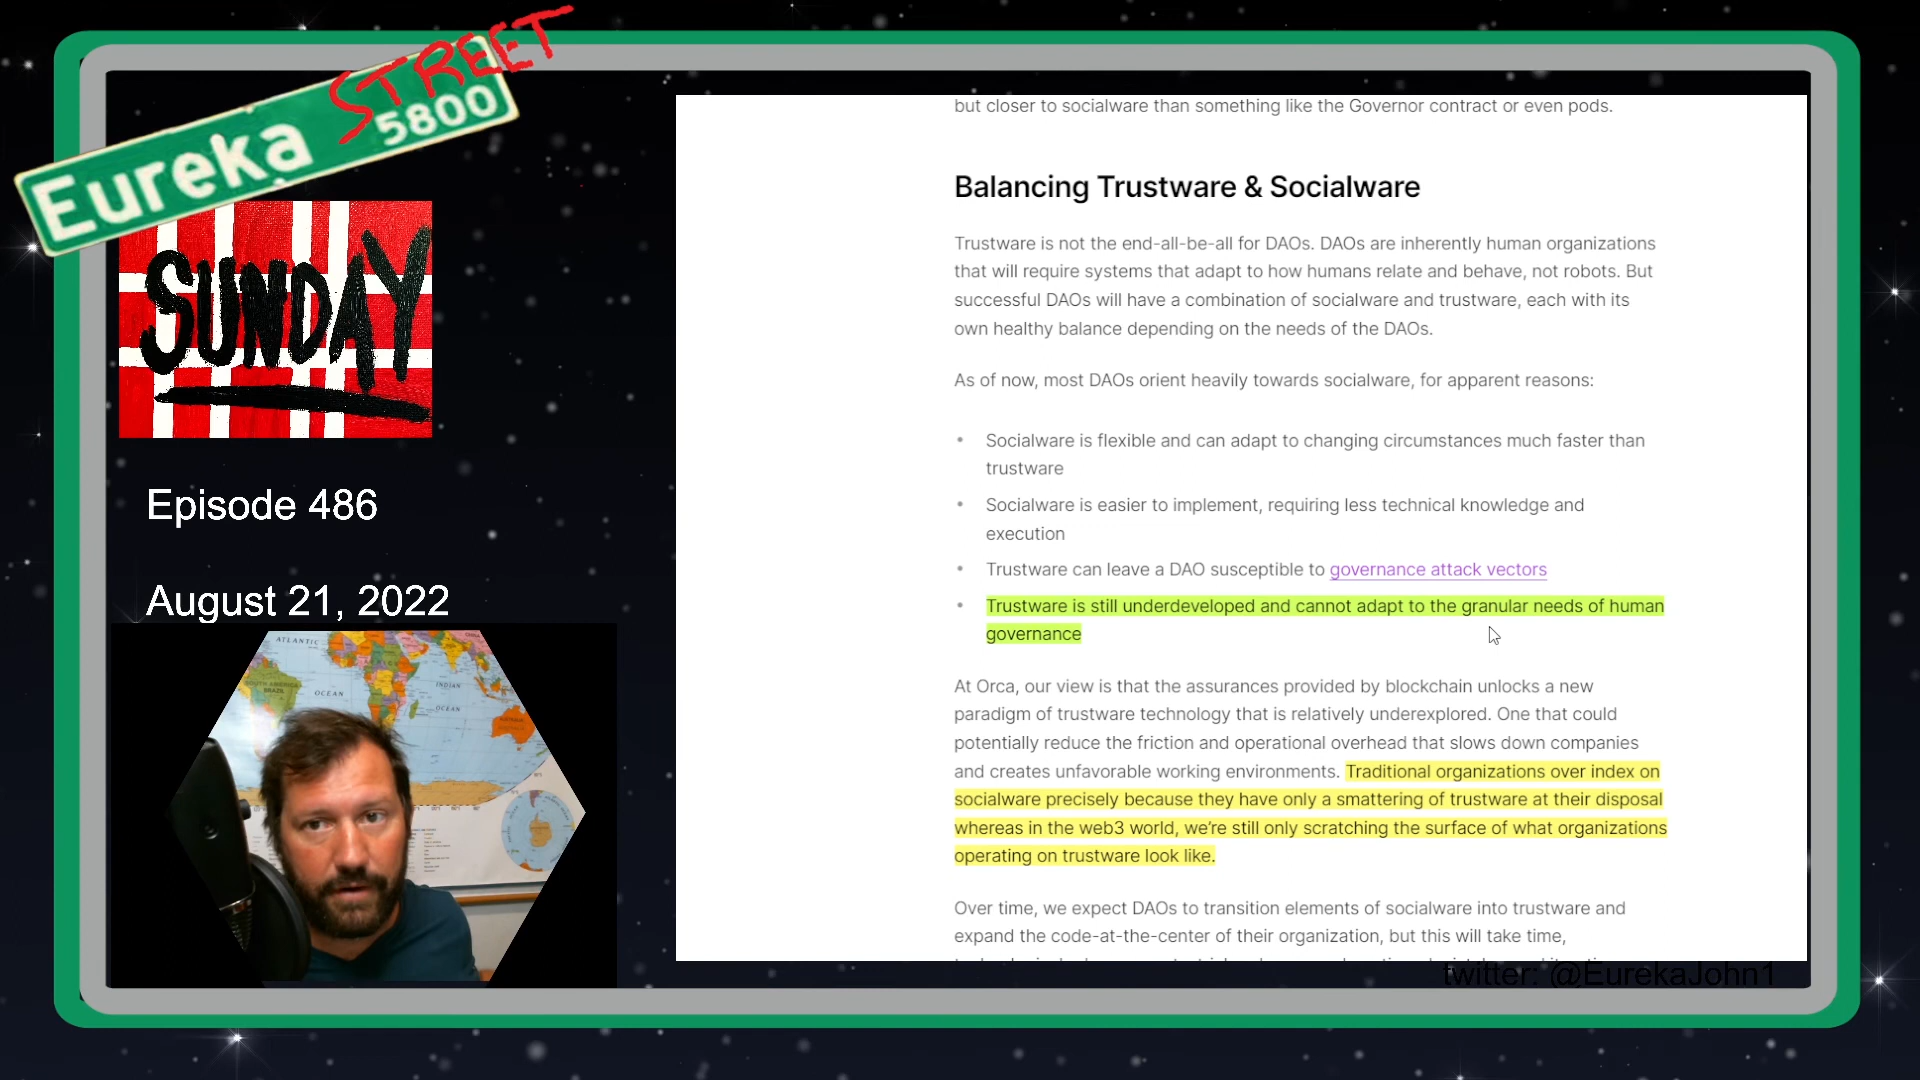 Eureka
STREET
5800
SUNDAY
Episode 486
August 21, 2022
but closer to socialware than something like the Governor contract or even pods.
Balancing Trustware & Socialware
Trustware is not the end-all-be-all for DAOs. DAOs are inherently human organizations
that will require systems that adapt to how humans relate and behave, not robots. But
successful DAOs will have a combination of socialware and trustware, each with its
own healthy balance depending on the needs of the DAOs.
As of now, most DAOs orient heavily towards socialware, for apparent reasons:
• Socialware is flexible and can adapt to changing circumstances much faster than
trustware
• Socialware is easier to implement, requiring less technical knowledge and
execution
• Trustware can leave a DAO susceptible to governance attack vectors
• Trustware is still underdeveloped and cannot adapt to the granular needs of human
governance
At Orca, our view is that the assurances provided by blockchain unlocks a new
paradigm of trustware technology that is relatively underexplored. One that could
potentially reduce the friction and operational overhead that slows down companies
and creates unfavorable working environments. Traditional organizations over index on
socialware precisely because they have only a smattering of trustware at their disposal
whereas in the web3 world, we're still only scratching the surface of what organizations
operating on trustware look like.
Over time, we expect DAOs to transition elements of socialware into trustware and
expand the code-at-the-center of their organization, but this will take time,
twitter: @EurekaJohn1
ATLANTIC
OCEAN
SOUTH AMERICA
BRAZIL
AFRICA
INDIAN
OCEAN